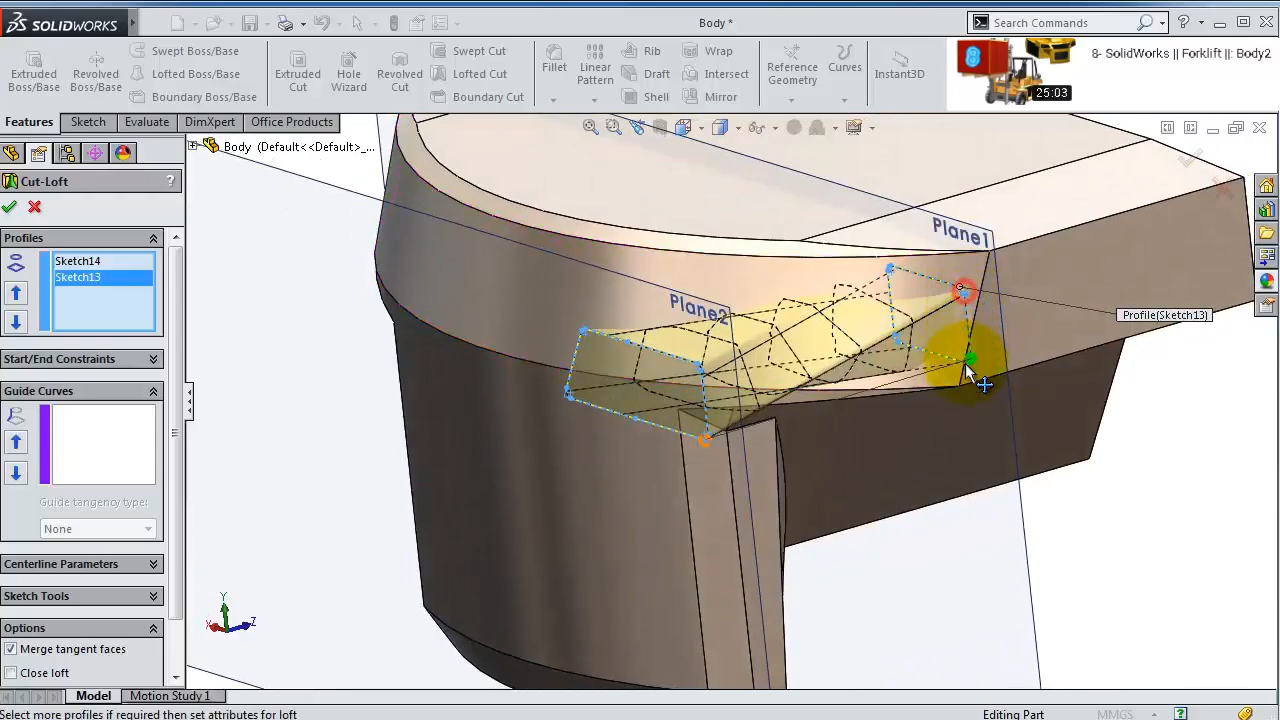 SOLIDWORKS
Body *
Search Commands
Extruded Boss/Base
Revolved Boss/Base
Swept Boss/Base
Lofted Boss/Base
Boundary Boss/Base
Extruded Cut
Hole Wizard
Revolved Cut
Swept Cut
Lofted Cut
Boundary Cut
Fillet
Linear Pattern
Rib
Draft
Shell
Wrap
Intersect
Mirror
Reference Geometry
Curves
Instant3D
8
8- SolidWorks || Forklift || Body2
25:03
Features
Sketch
Evaluate
DimXpert
Office Products
Body (Default<<Default>_...
Cut-Loft
?
Profiles
Sketch14
Sketch13
Start/End Constraints
Guide Curves
Guide tangency type:
None
Centerline Parameters
Sketch Tools
Options
Merge tangent faces
Close loft
Plane1
Plane2
Profile(Sketch13)
Y
X
Z
Model
Motion Study 1
Select more profiles if required then set attributes for loft
Editing Part
MMGS